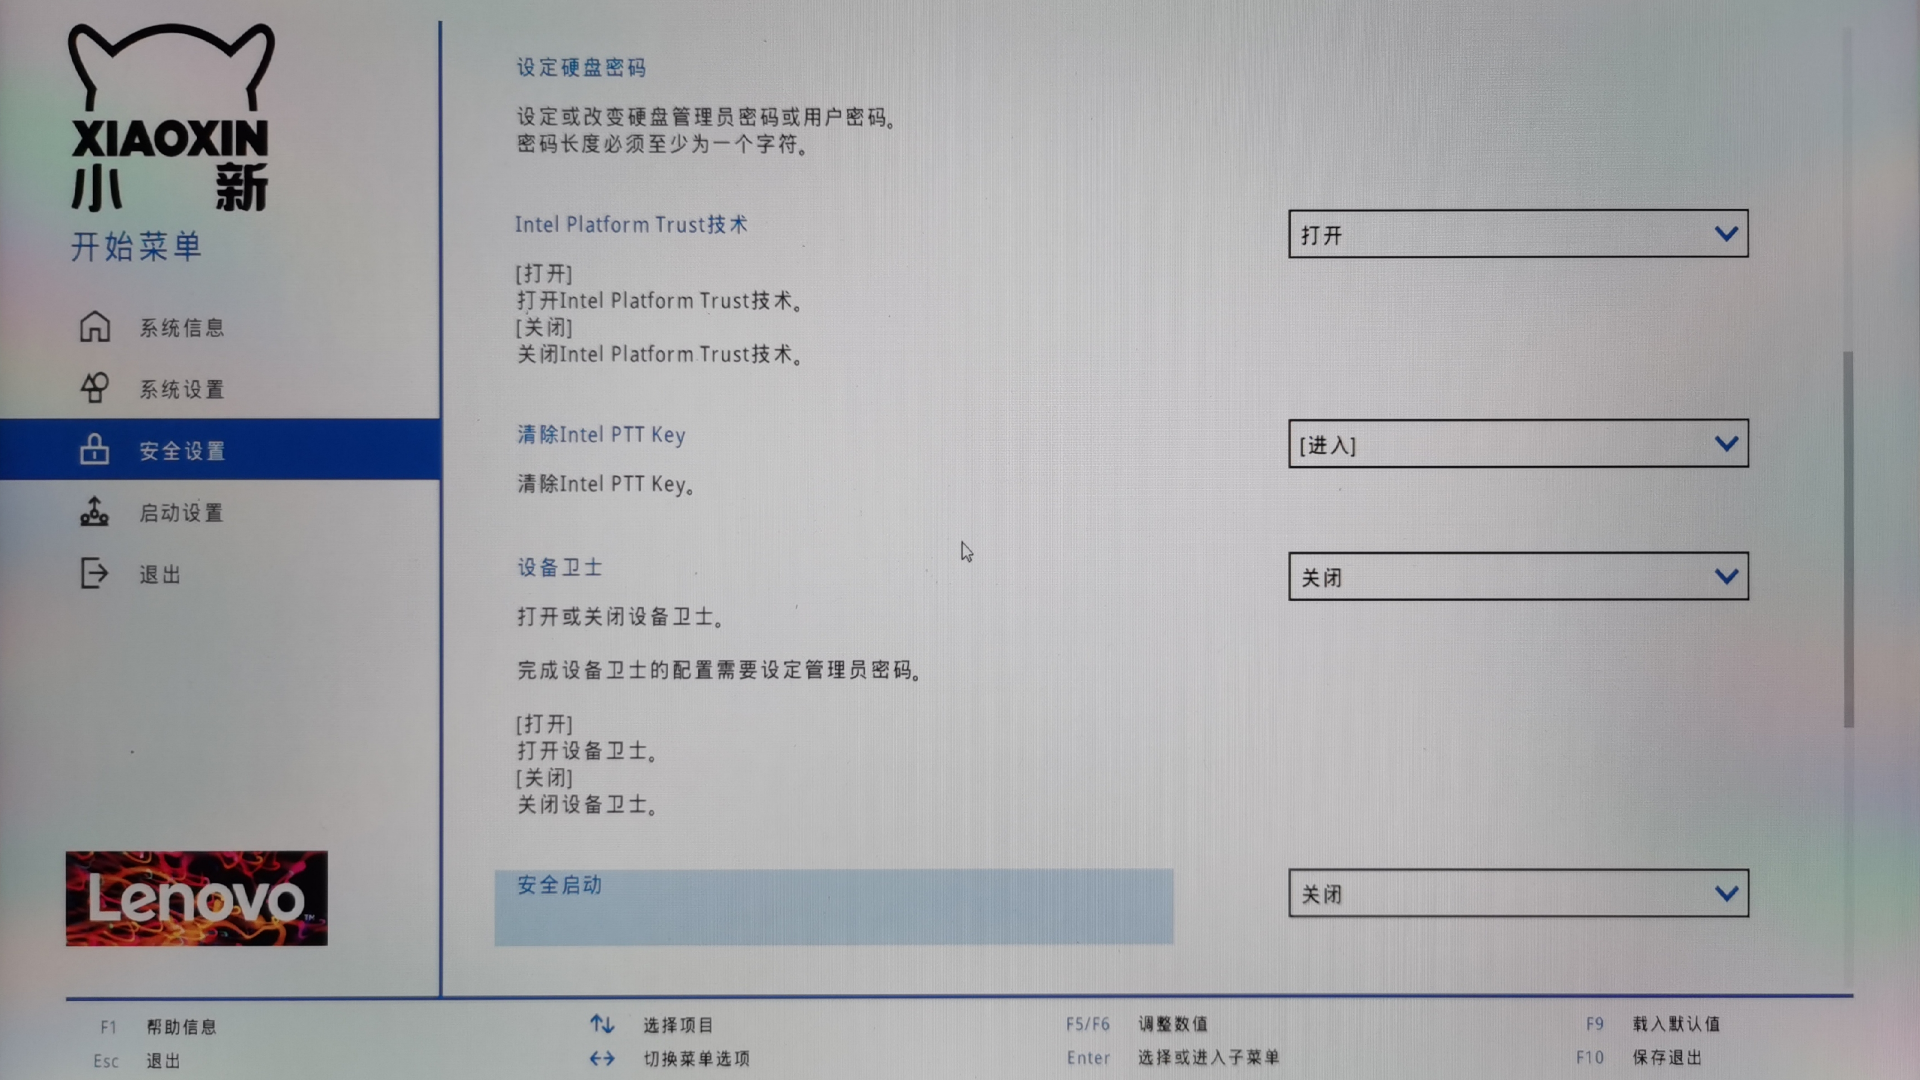 XIAOXIN
小新
开始菜单
系统信息
系统设置
安全设置
启动设置
退出
Lenovo™
设定硬盘密码
设定或改变硬盘管理员密码或用户密码。
密码长度必须至少为一个字符。
Intel Platform Trust技术
打开
[打开]
打开Intel Platform Trust技术。
[关闭]
关闭Intel Platform Trust技术。
清除Intel PTT Key
[进入]
清除Intel PTT Key。
设备卫士
关闭
打开或关闭设备卫士。
完成设备卫士的配置需要设定管理员密码。
[打开]
打开设备卫士。
[关闭]
关闭设备卫士。
安全启动
关闭
F1 帮助信息
↑↓ 选择项目
F5/F6 调整数值
F9 载入默认值
Esc 退出
←→ 切换菜单选项
Enter 选择或进入子菜单
F10 保存退出